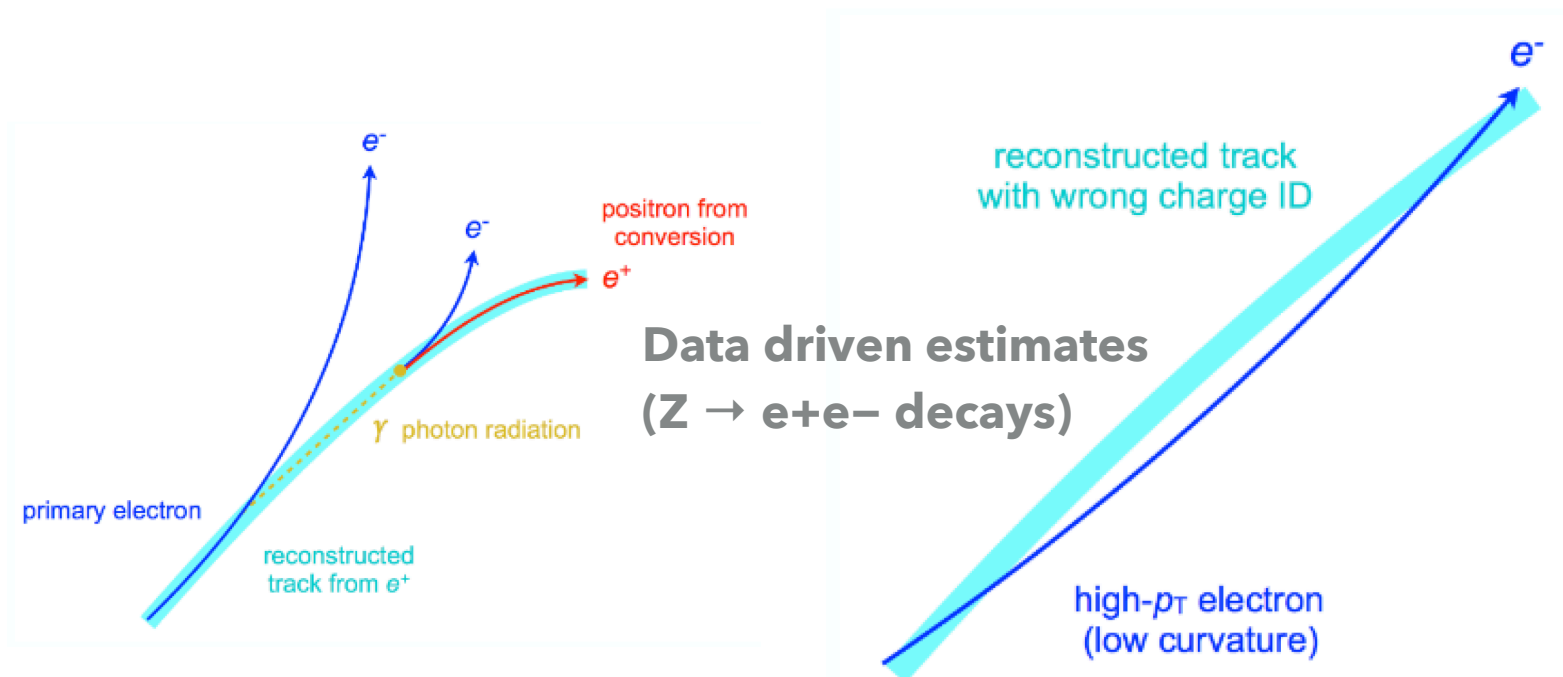 e⁻
e⁻
positron from
conversion
e⁺
γ photon radiation
primary electron
reconstructed
track from e⁺
Data driven estimates
(Z → e+e− decays)
e⁻
reconstructed track
with wrong charge ID
high-pT electron
(low curvature)